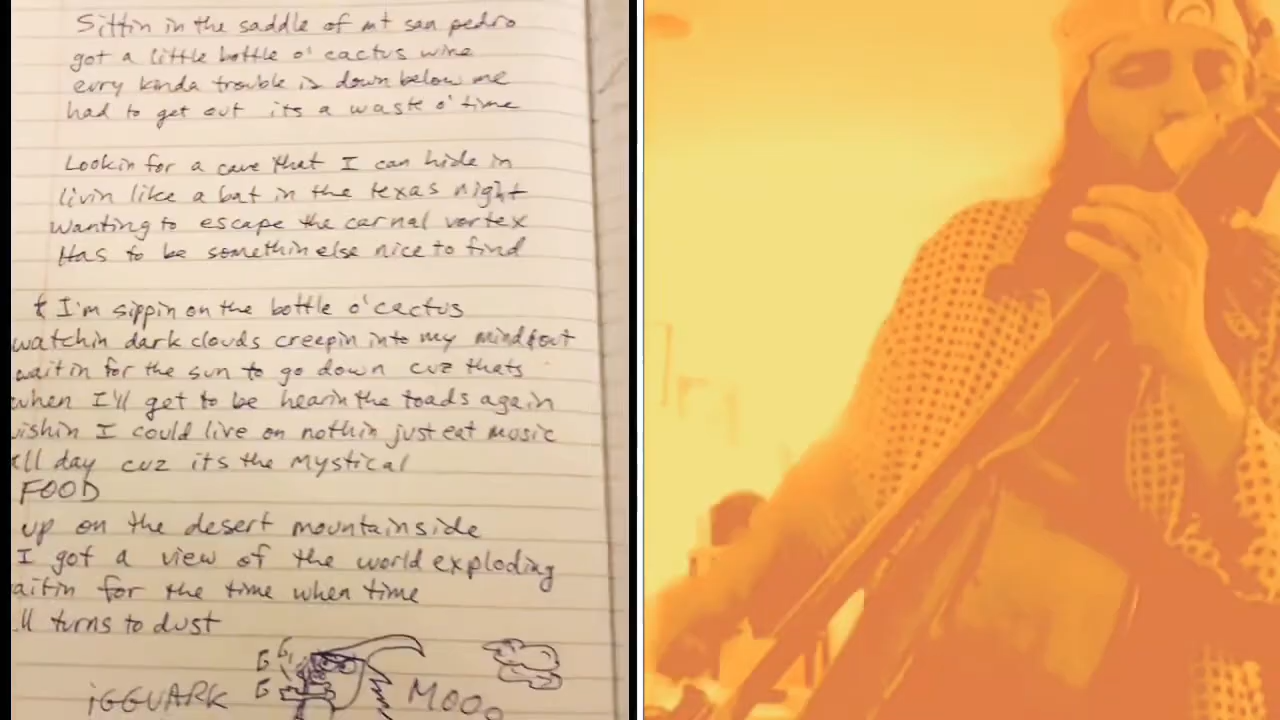 Sittin in the saddle of mt san pedro
got a little bottle o' cactus wine
evry kinda trouble is down below me
had to get out its a waste o' time
Lookin for a cave that I can hide in
livin like a bat in the texas night
wanting to escape the carnal vortex
Has to be somethin else nice to find
I'm sippin on the bottle o' cactus
watchin dark clouds creepin into my mind
waitin for the sun to go down cuz thats
when I'll get to be hearin the toads again
wishin I could live on nothin just eat music
all day cuz its the mystical
FOOD
up on the desert mountainside
I got a view of the world exploding
aitin for the time when time
ll turns to dust
iGGUARK MOOo